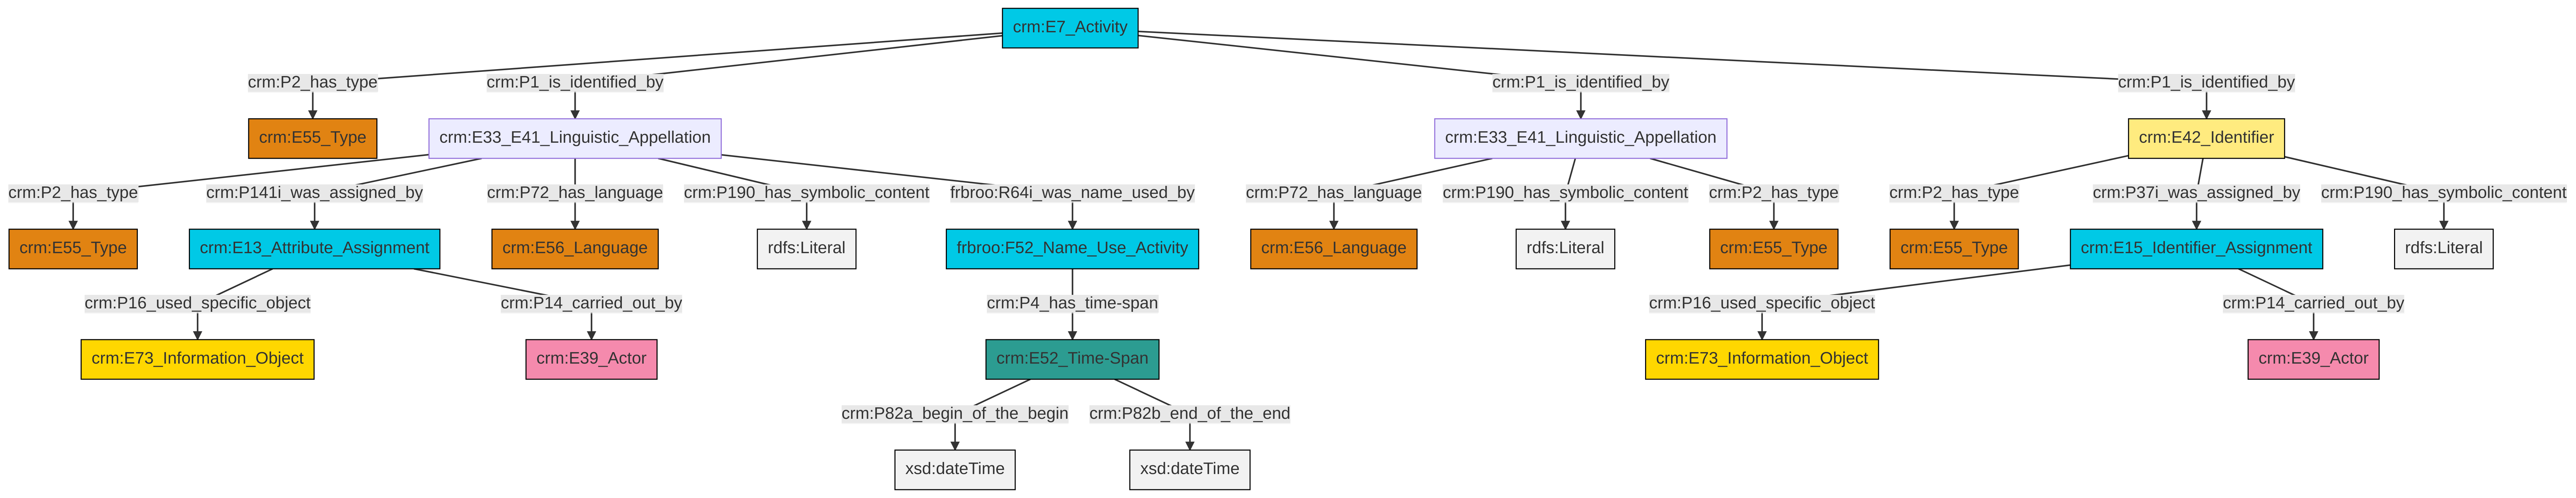 crm:E7_Activity
crm:P2_has_type
crm:P1_is_identified_by
crm:P1_is_identified_by
crm:P1_is_identified_by
crm:E55_Type
crm:E33_E41_Linguistic_Appellation
crm:E33_E41_Linguistic_Appellation
crm:E42_Identifier
crm:P2_has_type
crm:P141i_was_assigned_by
crm:P72_has_language
crm:P190_has_symbolic_content
frbroo:R64i_was_name_used_by
crm:P72_has_language
crm:P190_has_symbolic_content
crm:P2_has_type
crm:P2_has_type
crm:P37i_was_assigned_by
crm:P190_has_symbolic_content
crm:E55_Type
crm:E13_Attribute_Assignment
crm:E56_Language
rdfs:Literal
frbroo:F52_Name_Use_Activity
crm:E56_Language
rdfs:Literal
crm:E55_Type
crm:E55_Type
crm:E15_Identifier_Assignment
rdfs:Literal
crm:P16_used_specific_object
crm:P14_carried_out_by
crm:P4_has_time-span
crm:P16_used_specific_object
crm:P14_carried_out_by
crm:E73_Information_Object
crm:E39_Actor
crm:E52_Time-Span
crm:E73_Information_Object
crm:E39_Actor
crm:P82a_begin_of_the_begin
crm:P82b_end_of_the_end
xsd:dateTime
xsd:dateTime